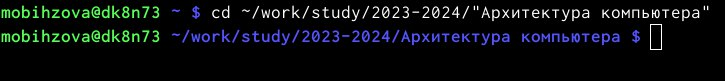 mobihzova@dk8n73 ~ $ cd ~/work/study/2023-2024/"Архитектура компьютера"
mobihzova@dk8n73 ~/work/study/2023-2024/Архитектура компьютера $